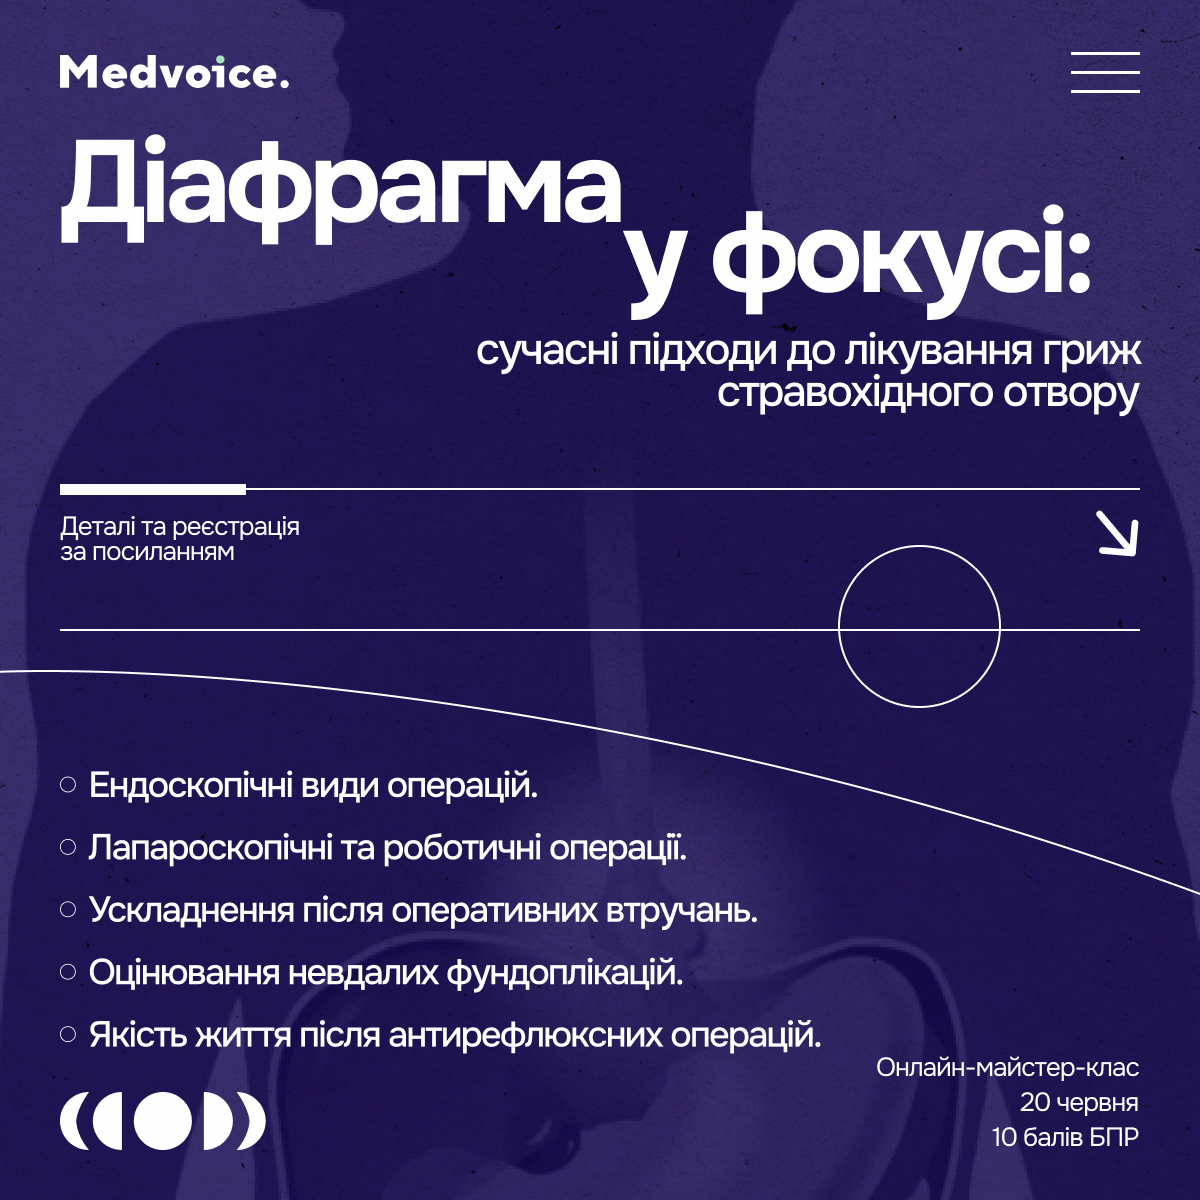 Medvoice.
Діафрагма
у фокусі:
сучасні підходи до лікування гриж
стравохідного отвору
Деталі та реєстрація
за посиланням
Ендоскопічні види операцій.
Лапароскопічні та роботичні операції.
Ускладнення після оперативних втручань.
Оцінювання невдалих фундоплікацій.
Якість життя після антирефлюксних операцій.
Онлайн-майстер-клас
20 червня
10 балів БПР